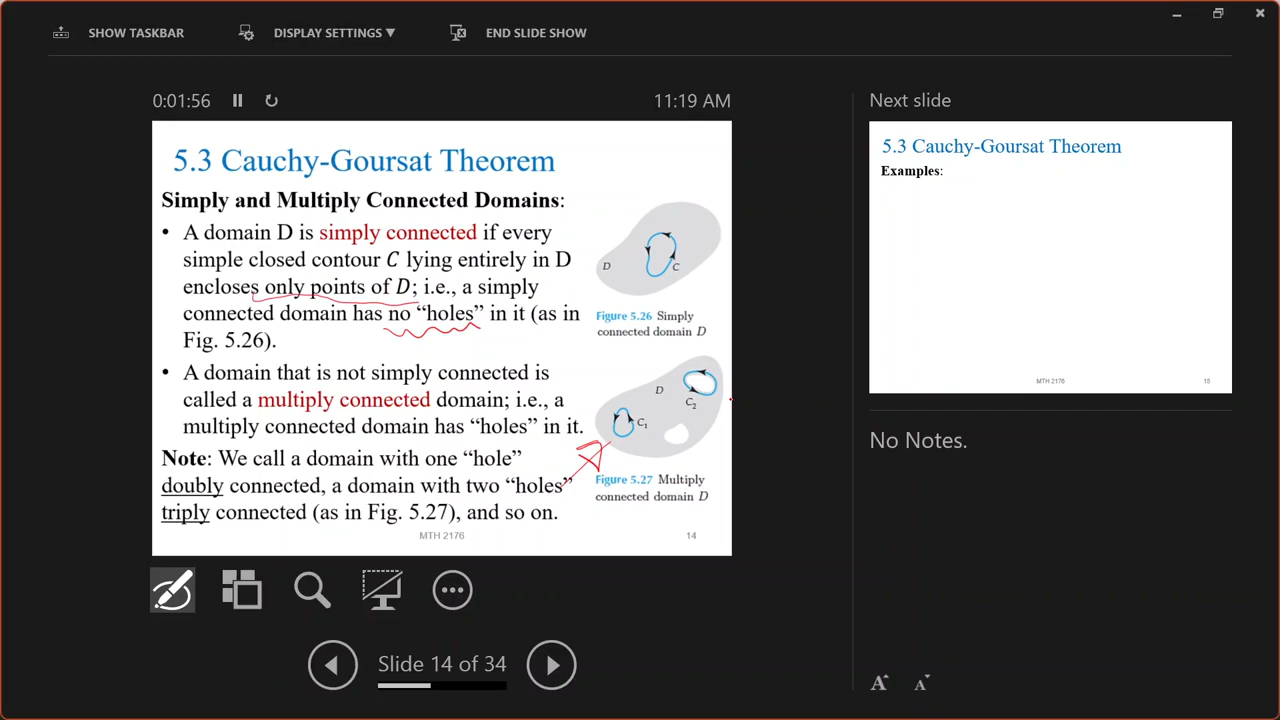 SHOW TASKBAR
DISPLAY SETTINGS ▼
END SLIDE SHOW
0:01:56
11:19 AM
5.3 Cauchy-Goursat Theorem
Simply and Multiply Connected Domains:
• A domain D is simply connected if every
simple closed contour C lying entirely in D
encloses only points of D; i.e., a simply
connected domain has no “holes” in it (as in
Fig. 5.26).
• A domain that is not simply connected is
called a multiply connected domain; i.e., a
multiply connected domain has “holes” in it.
Note: We call a domain with one “hole”
doubly connected, a domain with two “holes”
triply connected (as in Fig. 5.27), and so on.
D
C
Figure 5.26 Simply
connected domain D
D
C2
C1
Figure 5.27 Multiply
connected domain D
MTH 2176
14
Slide 14 of 34
Next slide
5.3 Cauchy-Goursat Theorem
Examples:
MTH 2176
15
No Notes.
A
A